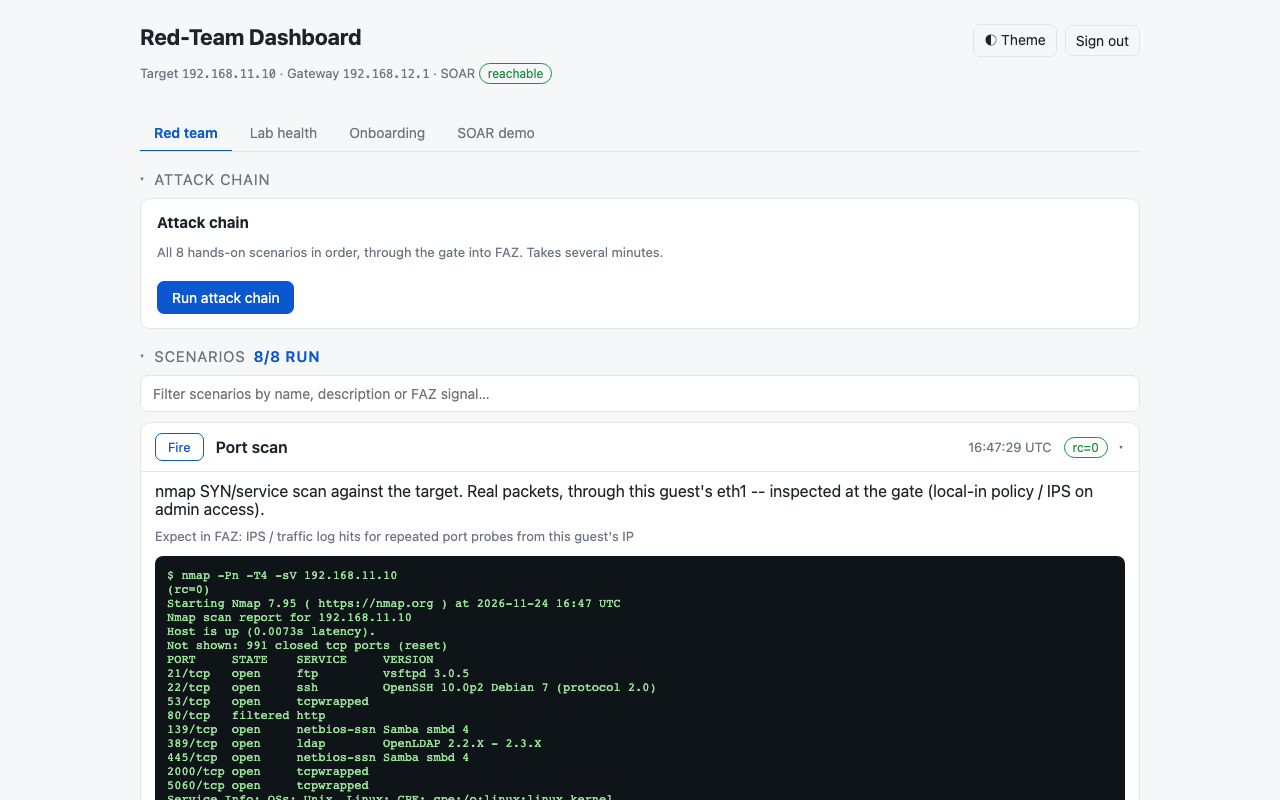 Red-Team Dashboard
◐ Theme
Sign out
Target 192.168.11.10 · Gateway 192.168.12.1 · SOAR reachable
Red team
Lab health
Onboarding
SOAR demo
ATTACK CHAIN
Attack chain
All 8 hands-on scenarios in order, through the gate into FAZ. Takes several minutes.
Run attack chain
SCENARIOS 8/8 RUN
Filter scenarios by name, description or FAZ signal...
Fire
Port scan
16:47:29 UTC
rc=0
nmap SYN/service scan against the target. Real packets, through this guest's eth1 -- inspected at the gate (local-in policy / IPS on
admin access).
Expect in FAZ: IPS / traffic log hits for repeated port probes from this guest's IP
$ nmap -Pn -T4 -sV 192.168.11.10
(rc=0)
Starting Nmap 7.95 ( https://nmap.org ) at 2026-11-24 16:47 UTC
Nmap scan report for 192.168.11.10
Host is up (0.0073s latency).
Not shown: 991 closed tcp ports (reset)
PORT     STATE    SERVICE     VERSION
21/tcp   open     ftp         vsftpd 3.0.5
22/tcp   open     ssh         OpenSSH 10.0p2 Debian 7 (protocol 2.0)
53/tcp   open     tcpwrapped
80/tcp   filtered http
139/tcp  open     netbios-ssn Samba smbd 4
389/tcp  open     ldap        OpenLDAP 2.2.X - 2.3.X
445/tcp  open     netbios-ssn Samba smbd 4
2000/tcp open     tcpwrapped
5060/tcp open     tcpwrapped
Service Info: OSs: Unix, Linux; CPE: cpe:/o:linux:linux_kernel